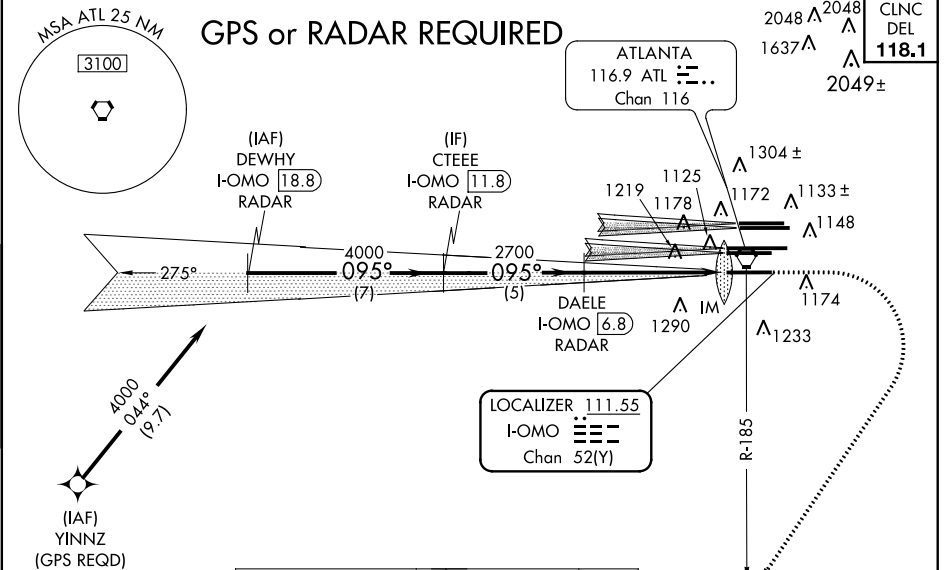 MSA ATL 25 NM
3100
GPS or RADAR REQUIRED
2048
2048
1637
2049±
CLNC
DEL
118.1
ATLANTA
116.9 ATL
Chan 116
(IAF)
DEWHY
I-OMO 18.8
RADAR
(IF)
CTEEE
I-OMO 11.8
RADAR
1304 ±
1219
1125
1178
1172
1133 ±
1148
275°
4000
095°
(7)
2700
095°
(5)
DAELE
I-OMO 6.8
RADAR
1290
IM
1174
1233
4000
044°
(9.7)
LOCALIZER 111.55
I-OMO
Chan 52(Y)
R-185
(IAF)
YINNZ
(GPS REQD)